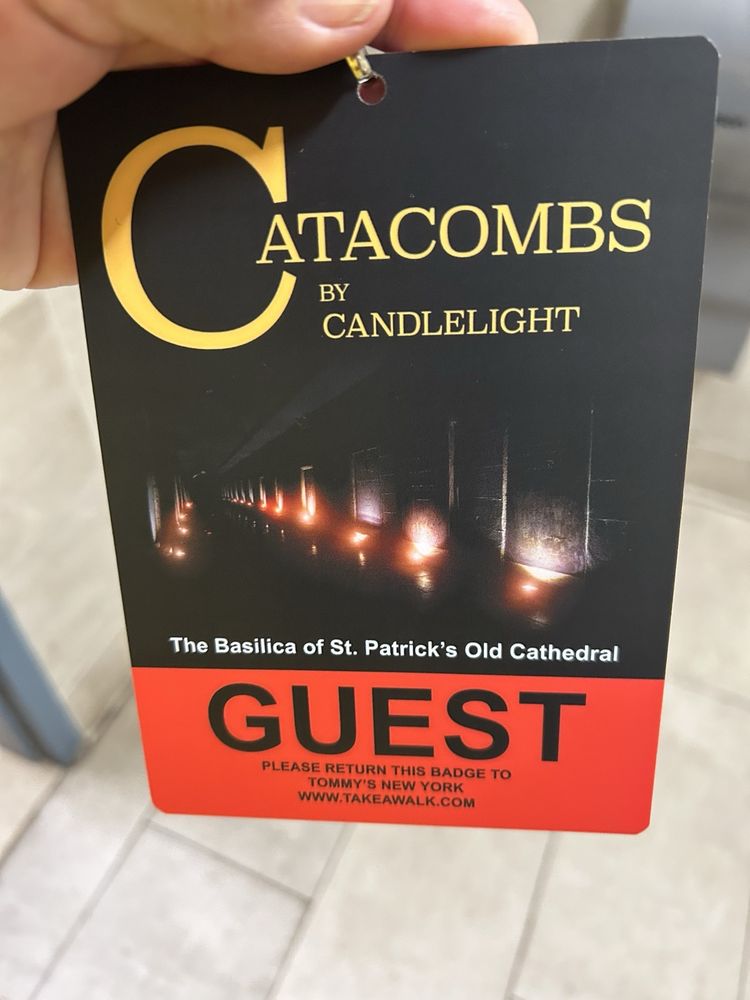 CATACOMBS
BY
CANDLELIGHT
The Basilica of St. Patrick's Old Cathedral
GUEST
PLEASE RETURN THIS BADGE TO
TOMMY'S NEW YORK
WWW.TAKEAWALK.COM